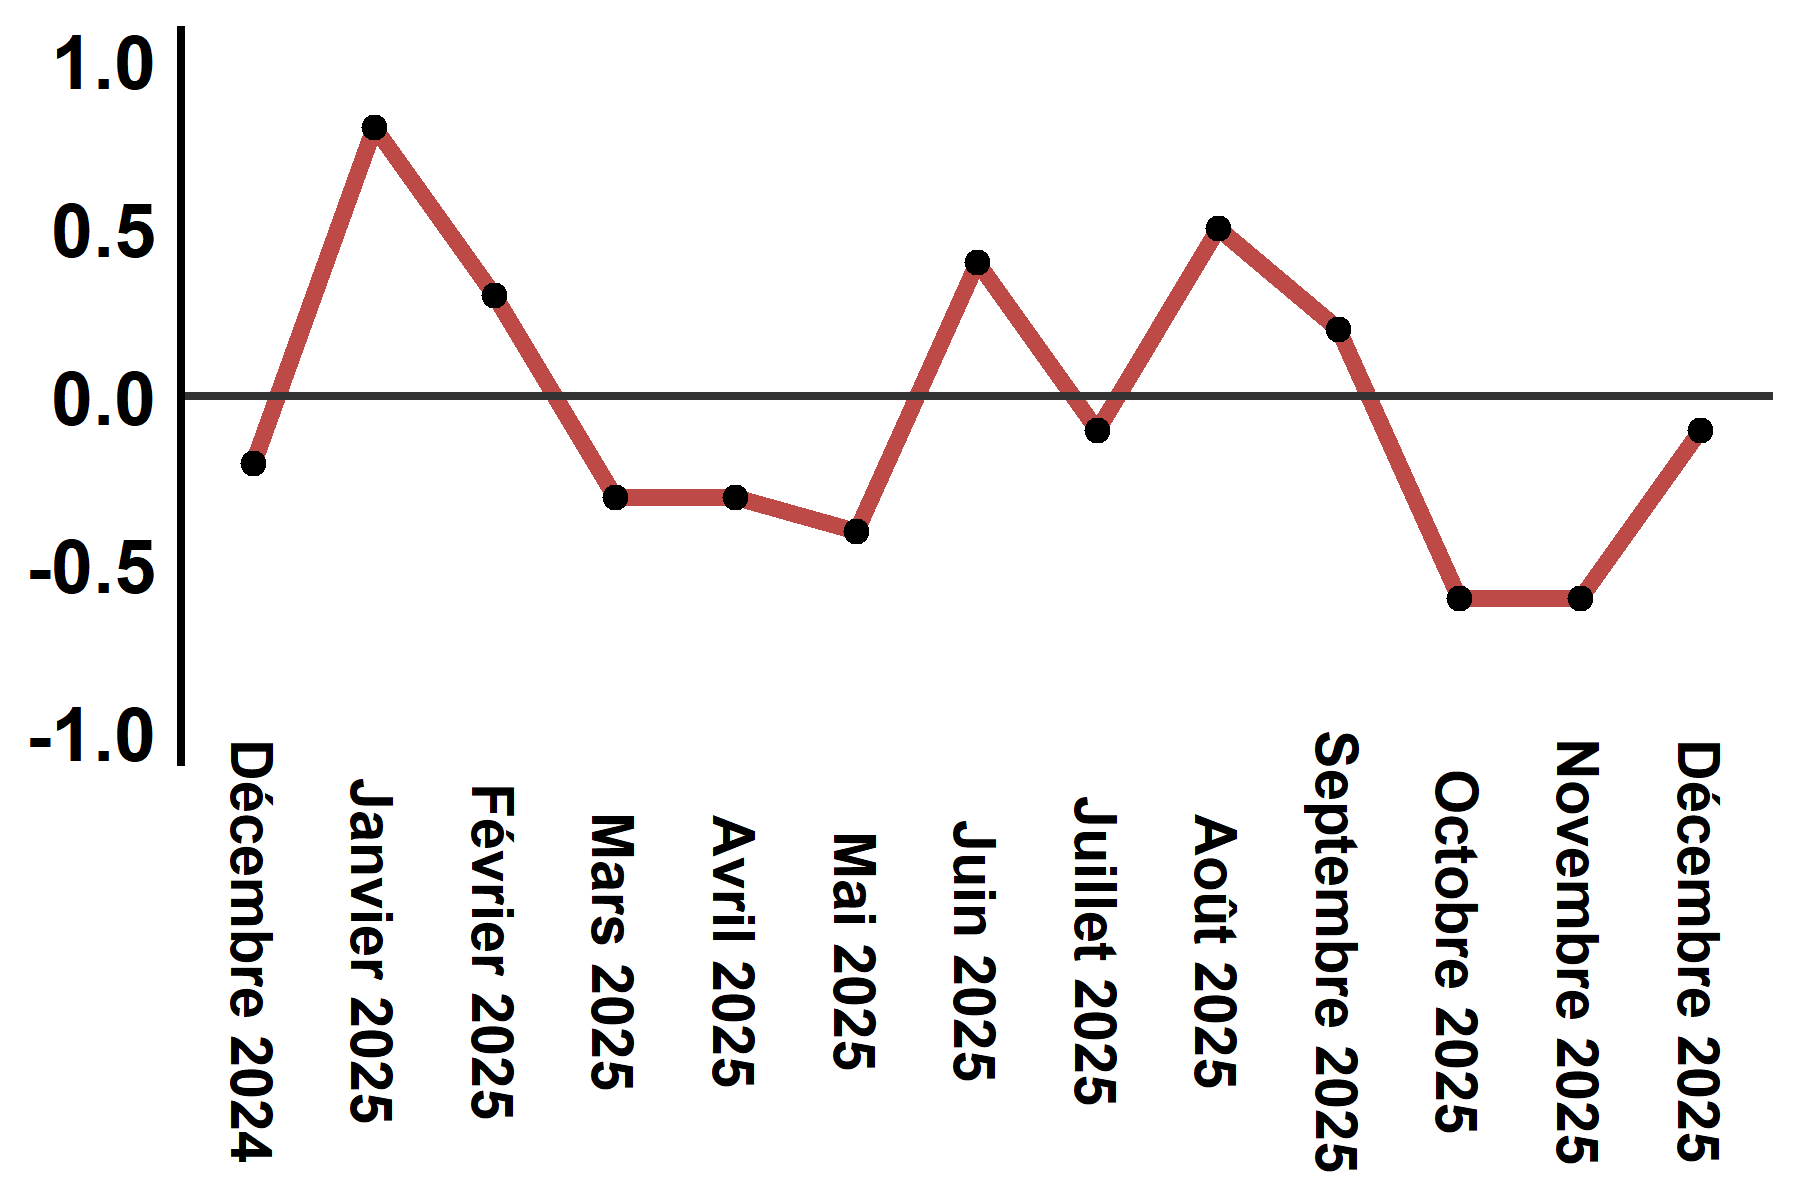 1.0
0.5
0.0
-0.5
-1.0
Décembre 2024
Janvier 2025
Février 2025
Mars 2025
Avril 2025
Mai 2025
Juin 2025
Juillet 2025
Août 2025
Septembre 2025
Octobre 2025
Novembre 2025
Décembre 2025